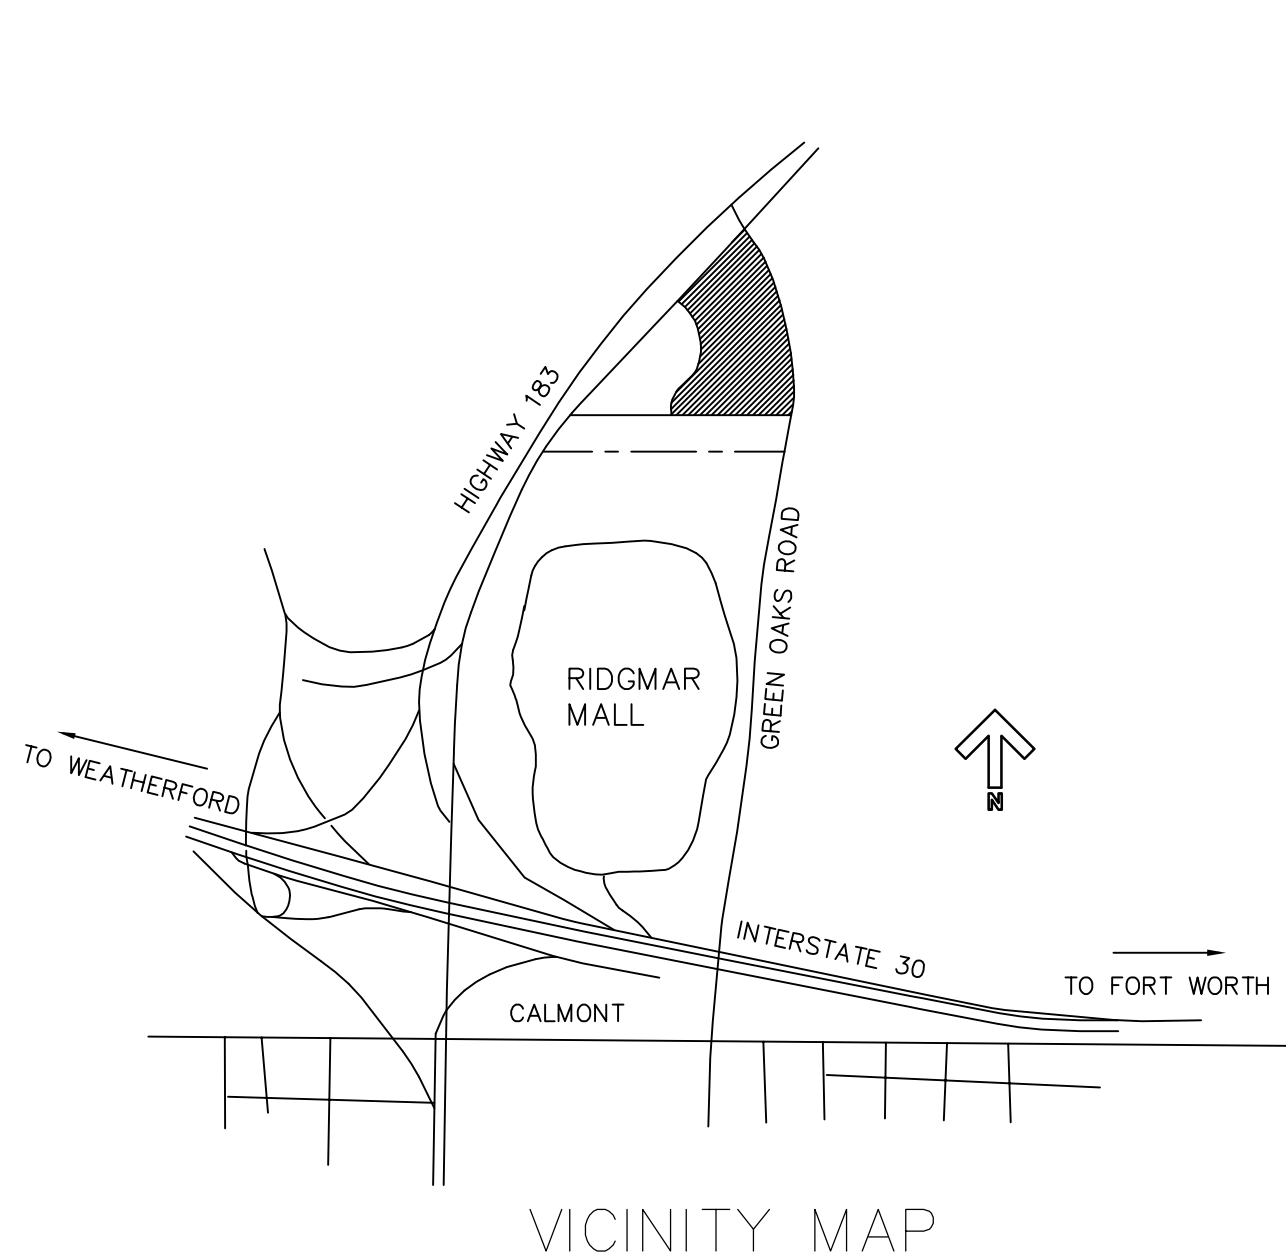 HIGHWAY 183
GREEN OAKS ROAD
RIDGMAR
MALL
N
TO WEATHERFORD
INTERSTATE 30
TO FORT WORTH
CALMONT
VICINITY MAP